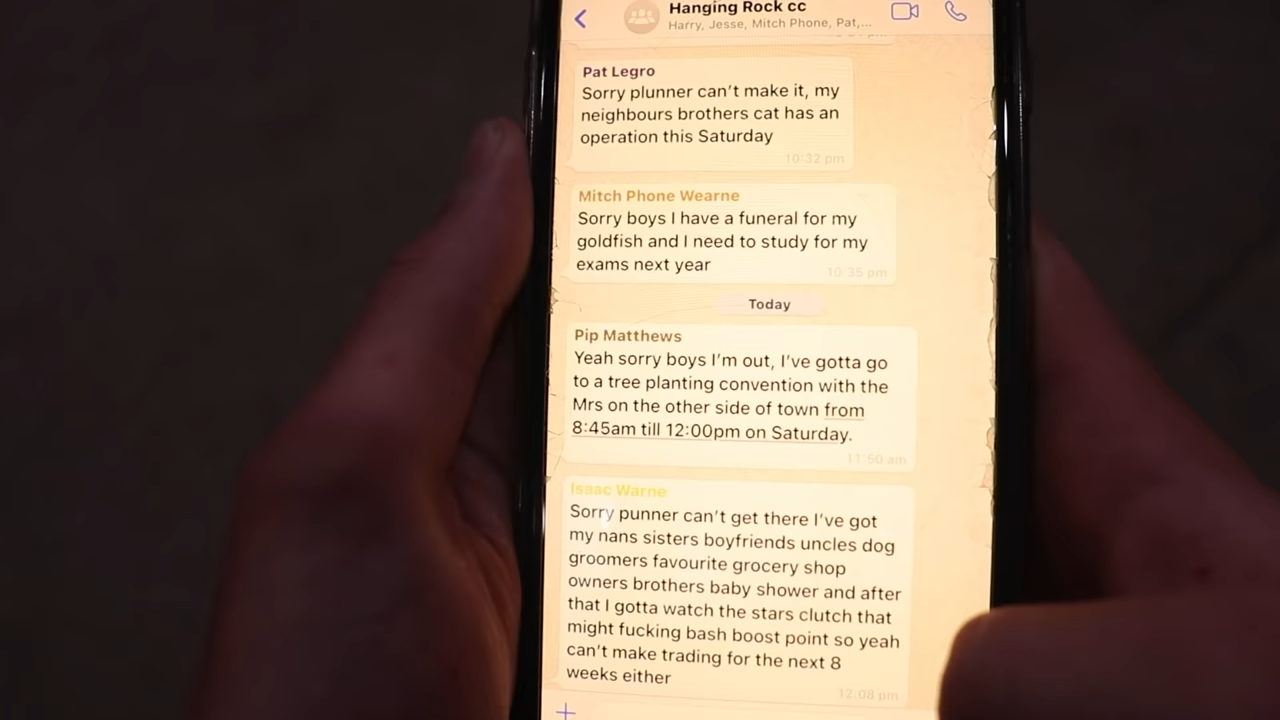 Hanging Rock cc
Harry, Jesse, Mitch Phone, Pat,...
Pat Legro
Sorry plunner can't make it, my
neighbours brothers cat has an
operation this Saturday
10:32 pm
Mitch Phone Wearne
Sorry boys I have a funeral for my
goldfish and I need to study for my
exams next year
10:35 pm
Today
Pip Matthews
Yeah sorry boys I'm out, I've gotta go
to a tree planting convention with the
Mrs on the other side of town from
8:45am till 12:00pm on Saturday.
11:50 am
Isaac Warne
Sorry punner can't get there I've got
my nans sisters boyfriends uncles dog
groomers favourite grocery shop
owners brothers baby shower and after
that I gotta watch the stars clutch that
might fucking bash boost point so yeah
can't make trading for the next 8
weeks either
12:08 pm